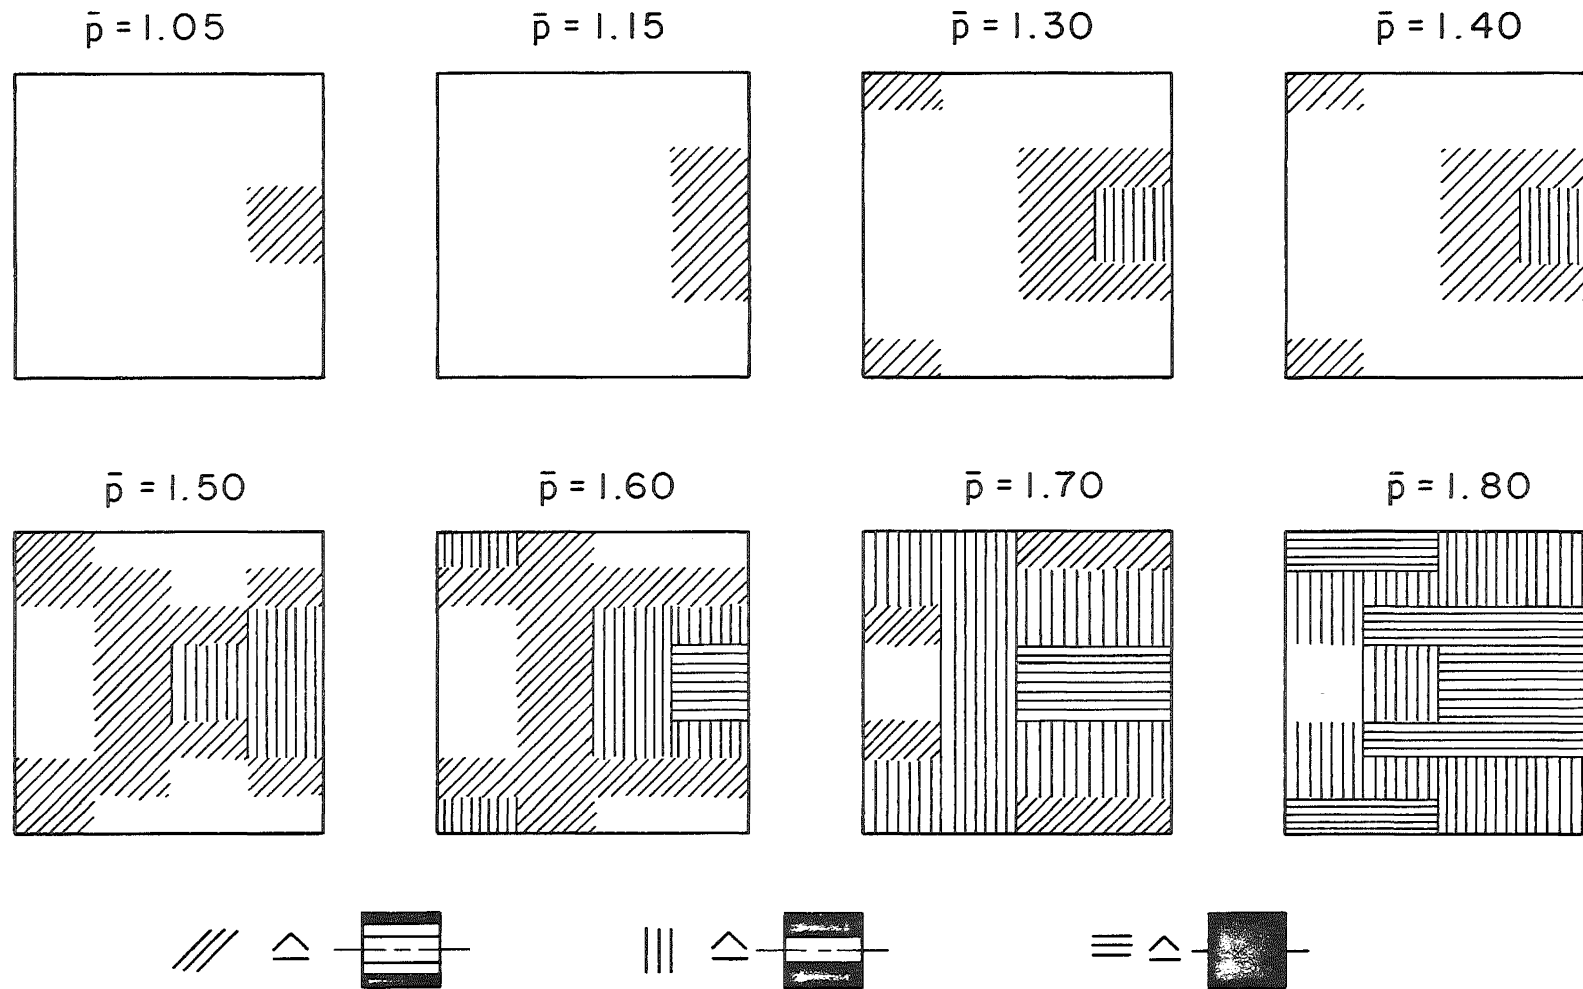 p̄ = 1.05
p̄ = 1.15
p̄ = 1.30
p̄ = 1.40
p̄ = 1.50
p̄ = 1.60
p̄ = 1.70
p̄ = 1.80